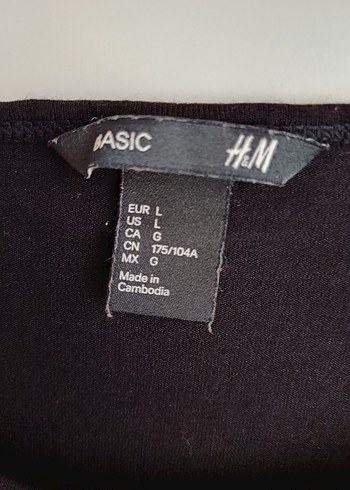 BASIC H&M
EUR L
US L
CA G
CN 175/104A
MX G
Made in
Cambodia